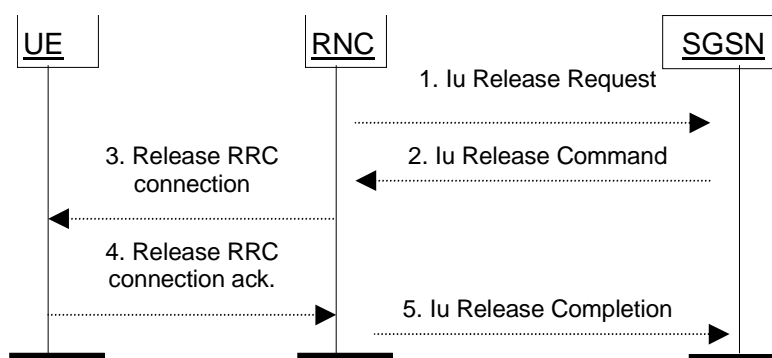 UE
RNC
SGSN
1. Iu Release Request
3. Release RRC
connection
2. Iu Release Command
4. Release RRC
connection ack.
5. Iu Release Completion